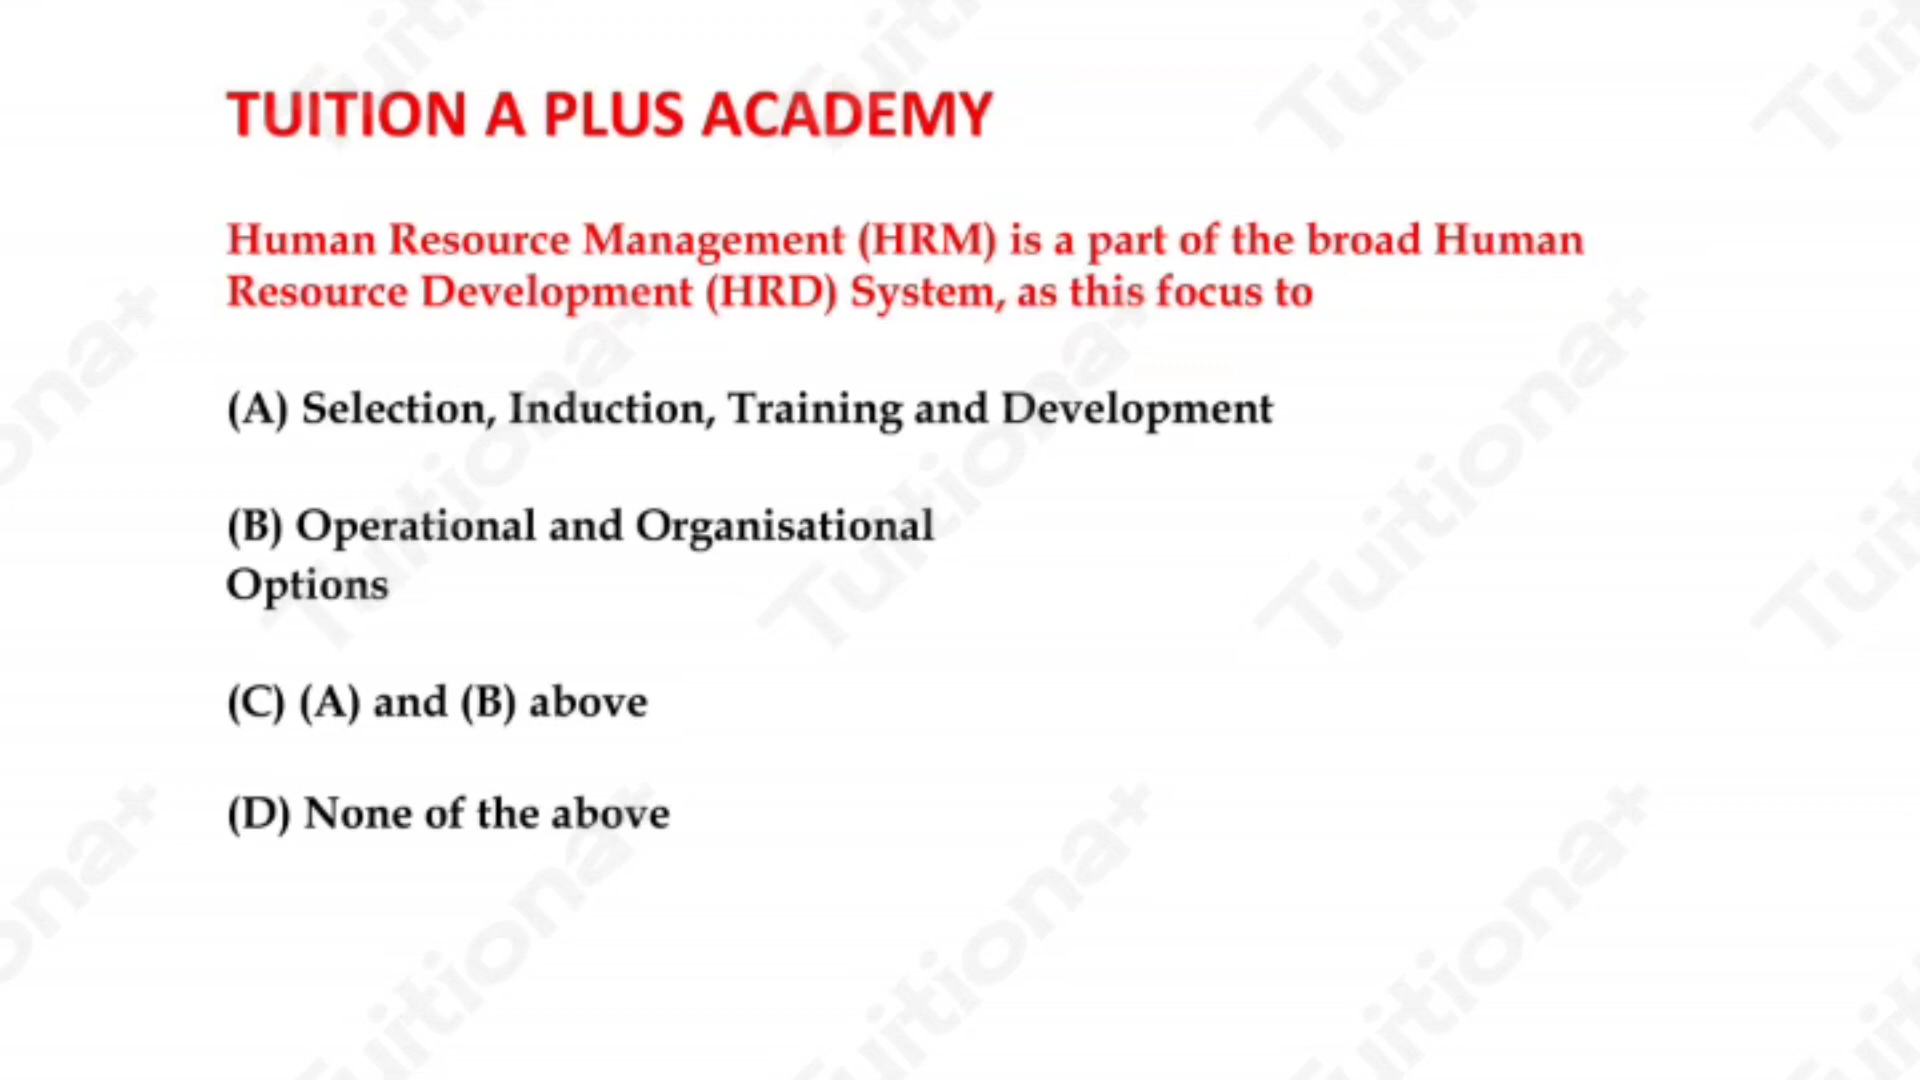 TUITION A PLUS ACADEMY
Human Resource Management (HRM) is a part of the broad Human
Resource Development (HRD) System, as this focus to
(A) Selection, Induction, Training and Development
(B) Operational and Organisational
Options
(C) (A) and (B) above
(D) None of the above
Tuitiona+